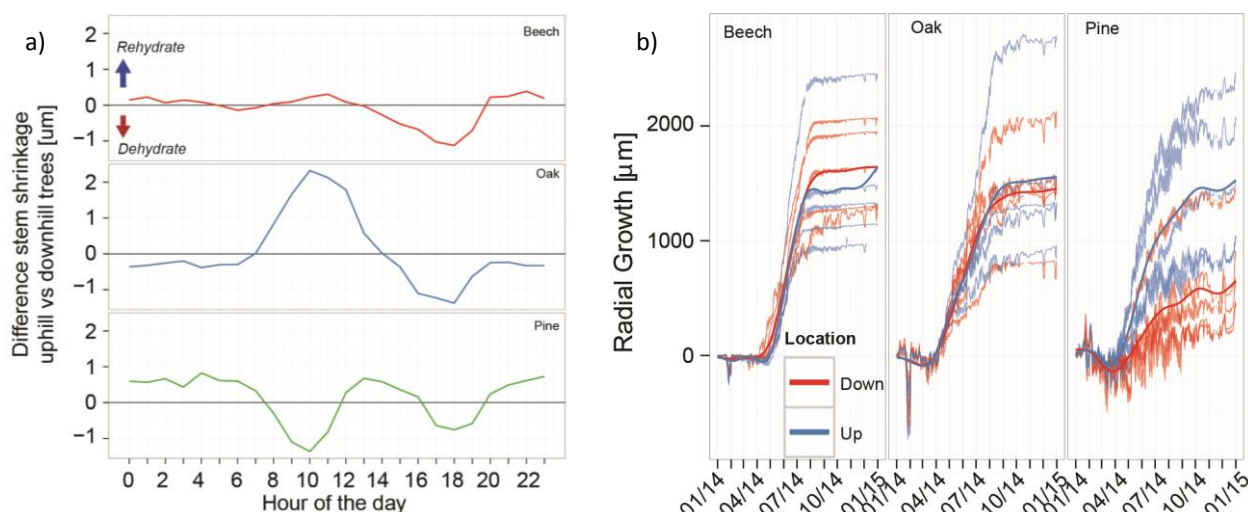 a)
Difference stem shrinkage
uphill vs downhill trees [um]
Beech
Rehydrate
Dehydrate
2
1
0
−1
Oak
2
1
0
−1
Pine
2
1
0
−1
0 2 4 6 8 10 12 14 16 18 20 22
Hour of the day
b)
Radial Growth [µm]
Beech
Oak
Pine
2000
1000
0
Location
Down
Up
01/14 04/14 07/14 10/14 01/15
01/14 04/14 07/14 10/14 01/15
01/14 04/14 07/14 10/14 01/15